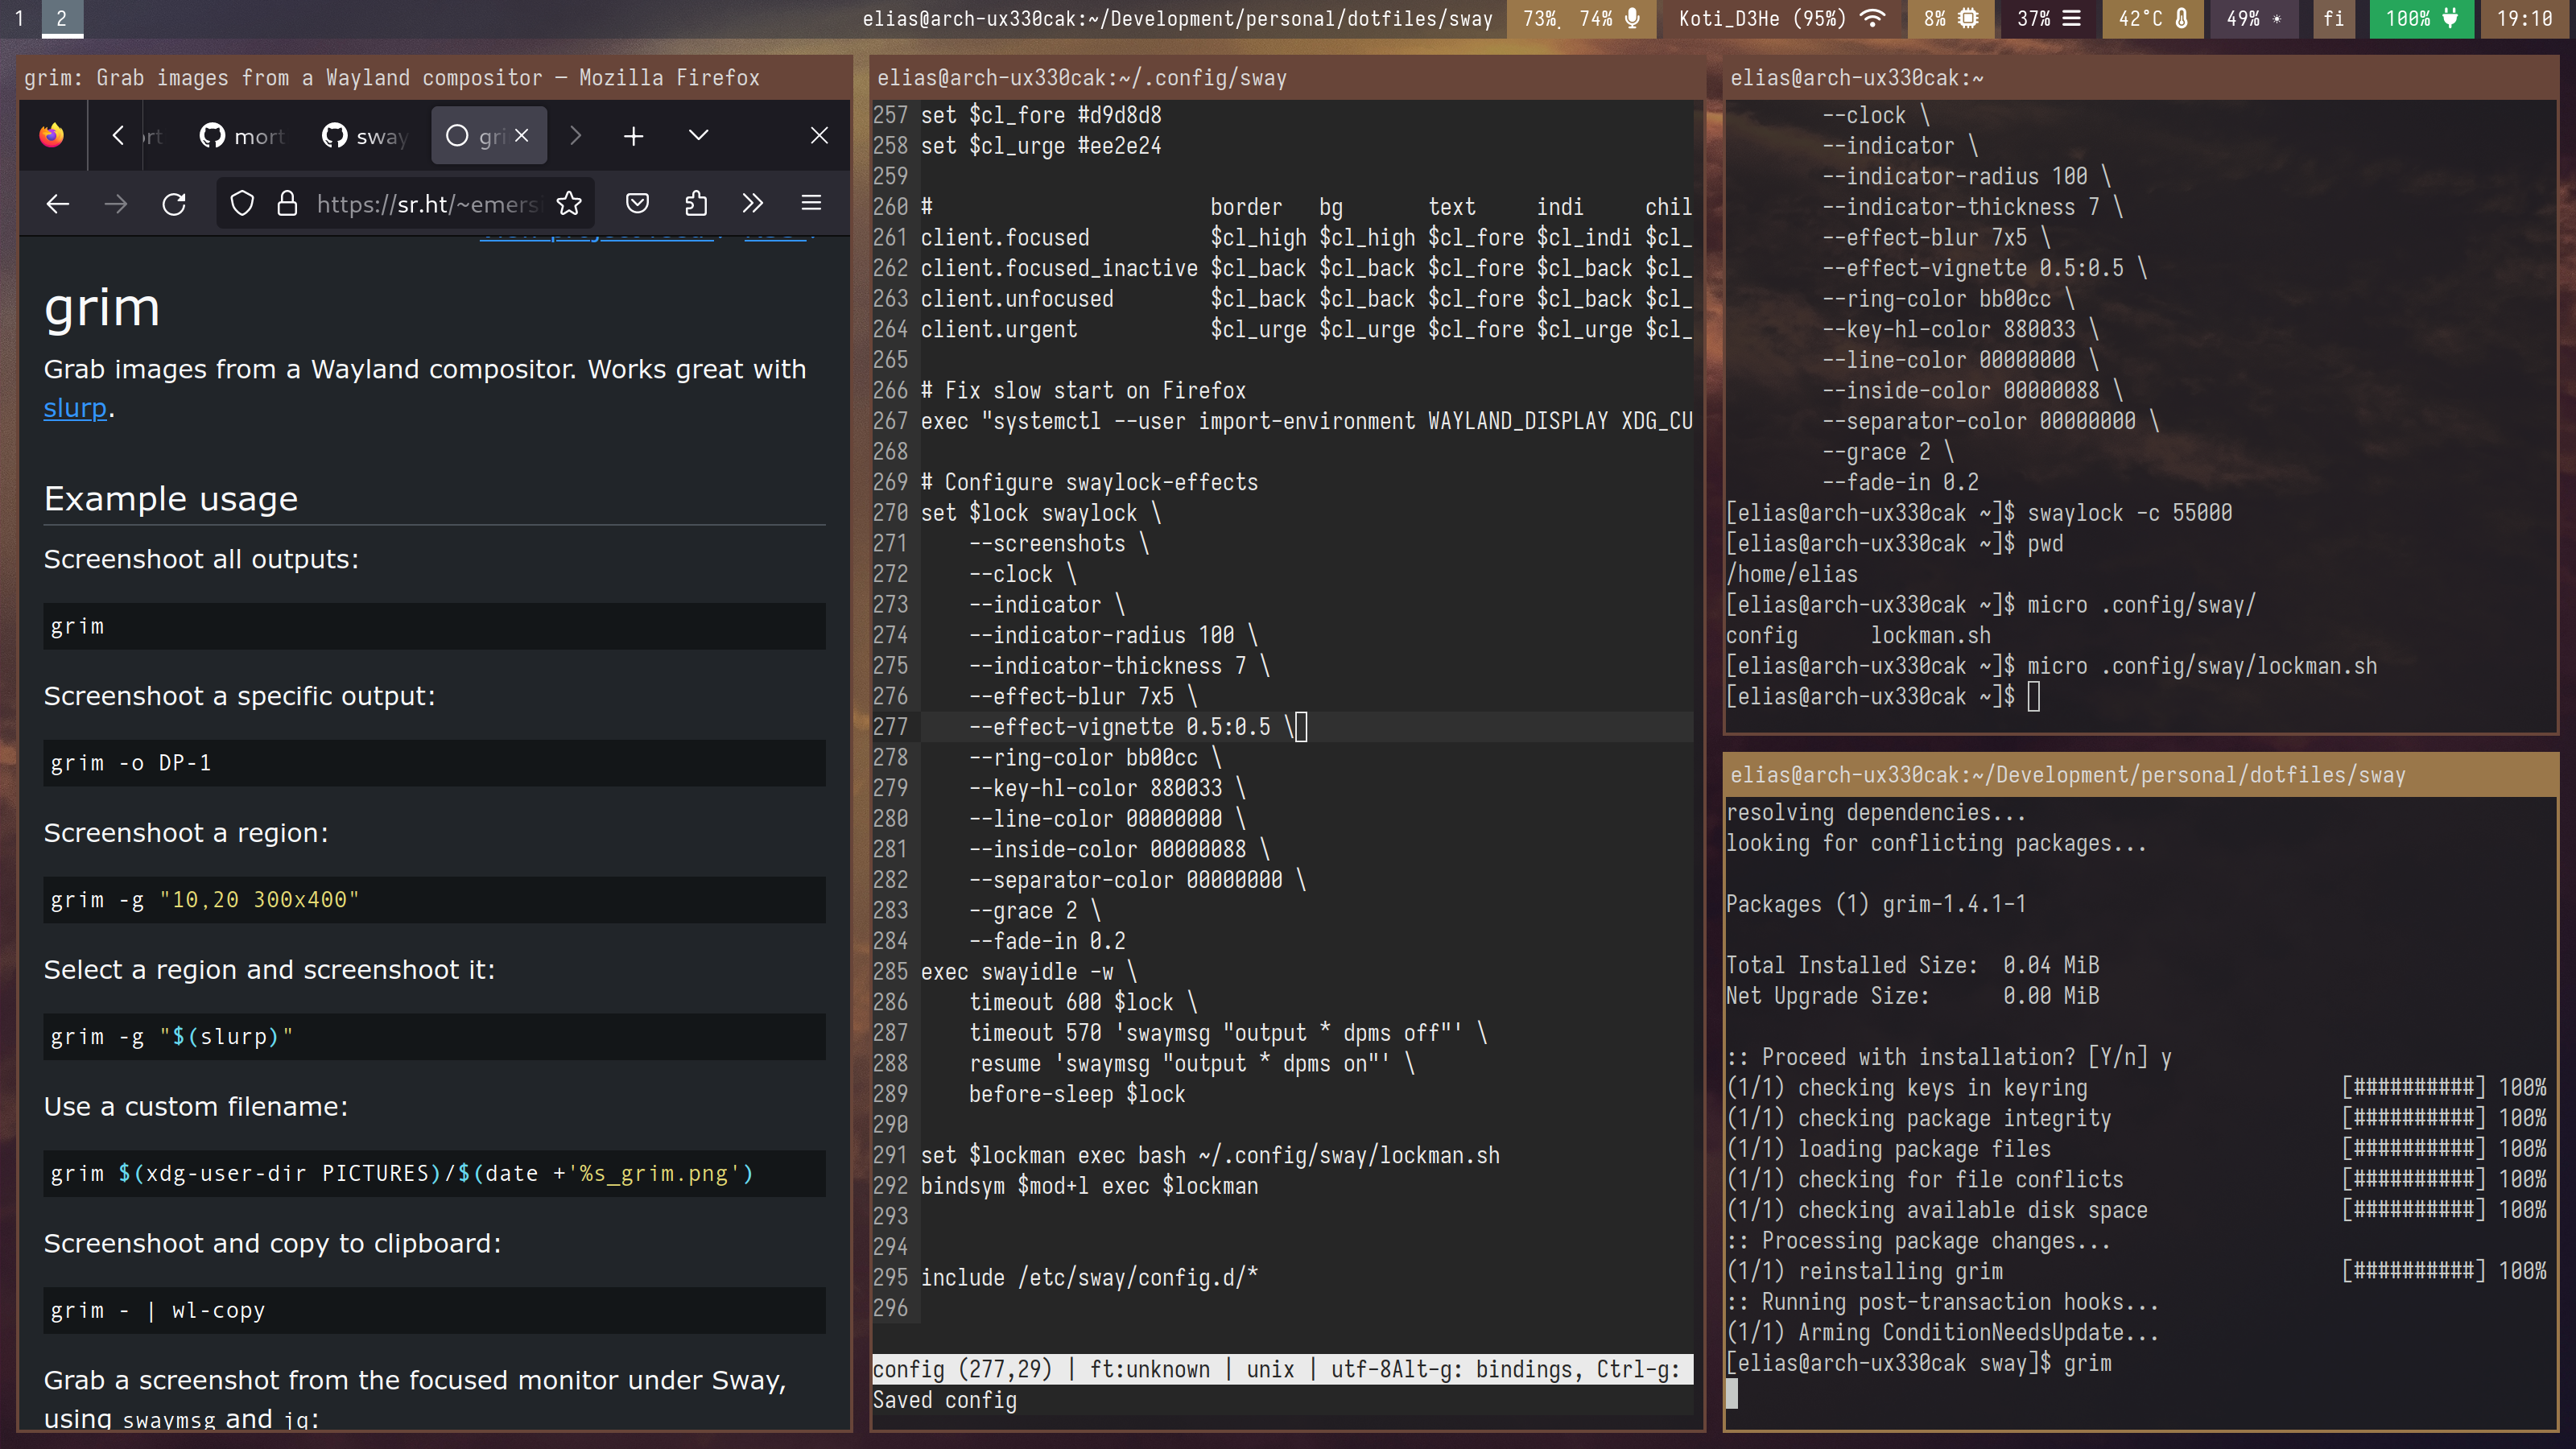 1 2
elias@arch-ux330cak:~/Development/personal/dotfiles/sway
73% 74%
Koti_D3He (95%)
8%
37%
42°C
49%
fi
100%
19:10
grim: Grab images from a Wayland compositor — Mozilla Firefox
mort
sway
gri
https://sr.ht/~emersi
grim
Grab images from a Wayland compositor. Works great with
slurp.
Example usage
Screenshoot all outputs:
grim
Screenshoot a specific output:
grim -o DP-1
Screenshoot a region:
grim -g "10,20 300x400"
Select a region and screenshoot it:
grim -g "$(slurp)"
Use a custom filename:
grim $(xdg-user-dir PICTURES)/$(date +'%s_grim.png')
Screenshoot and copy to clipboard:
grim - | wl-copy
Grab a screenshot from the focused monitor under Sway,
using swaymsg and jq:
elias@arch-ux330cak:~/.config/sway
257 set $cl_fore #d9d8d8
258 set $cl_urge #ee2e24
259
260 # border bg text indi chil
261 client.focused $cl_high $cl_high $cl_fore $cl_indi $cl_
262 client.focused_inactive $cl_back $cl_back $cl_fore $cl_back $cl_
263 client.unfocused $cl_back $cl_back $cl_fore $cl_back $cl_
264 client.urgent $cl_urge $cl_urge $cl_fore $cl_urge $cl_
265
266 # Fix slow start on Firefox
267 exec "systemctl --user import-environment WAYLAND_DISPLAY XDG_CU
268
269 # Configure swaylock-effects
270 set $lock swaylock \
271 --screenshots \
272 --clock \
273 --indicator \
274 --indicator-radius 100 \
275 --indicator-thickness 7 \
276 --effect-blur 7x5 \
277 --effect-vignette 0.5:0.5 \
278 --ring-color bb00cc \
279 --key-hl-color 880033 \
280 --line-color 00000000 \
281 --inside-color 00000088 \
282 --separator-color 00000000 \
283 --grace 2 \
284 --fade-in 0.2
285 exec swayidle -w \
286 timeout 600 $lock \
287 timeout 570 'swaymsg "output * dpms off"' \
288 resume 'swaymsg "output * dpms on"' \
289 before-sleep $lock
290
291 set $lockman exec bash ~/.config/sway/lockman.sh
292 bindsym $mod+l exec $lockman
293
294
295 include /etc/sway/config.d/*
296
config (277,29) | ft:unknown | unix | utf-8Alt-g: bindings, Ctrl-g:
Saved config
elias@arch-ux330cak:~
--clock \
--indicator \
--indicator-radius 100 \
--indicator-thickness 7 \
--effect-blur 7x5 \
--effect-vignette 0.5:0.5 \
--ring-color bb00cc \
--key-hl-color 880033 \
--line-color 00000000 \
--inside-color 00000088 \
--separator-color 00000000 \
--grace 2 \
--fade-in 0.2
[elias@arch-ux330cak ~]$ swaylock -c 55000
[elias@arch-ux330cak ~]$ pwd
/home/elias
[elias@arch-ux330cak ~]$ micro .config/sway/
config lockman.sh
[elias@arch-ux330cak ~]$ micro .config/sway/lockman.sh
[elias@arch-ux330cak ~]$
elias@arch-ux330cak:~/Development/personal/dotfiles/sway
resolving dependencies...
looking for conflicting packages...
Packages (1) grim-1.4.1-1
Total Installed Size: 0.04 MiB
Net Upgrade Size: 0.00 MiB
:: Proceed with installation? [Y/n] y
(1/1) checking keys in keyring [##########] 100%
(1/1) checking package integrity [##########] 100%
(1/1) loading package files [##########] 100%
(1/1) checking for file conflicts [##########] 100%
(1/1) checking available disk space [##########] 100%
:: Processing package changes...
(1/1) reinstalling grim [##########] 100%
:: Running post-transaction hooks...
(1/1) Arming ConditionNeedsUpdate...
[elias@arch-ux330cak sway]$ grim